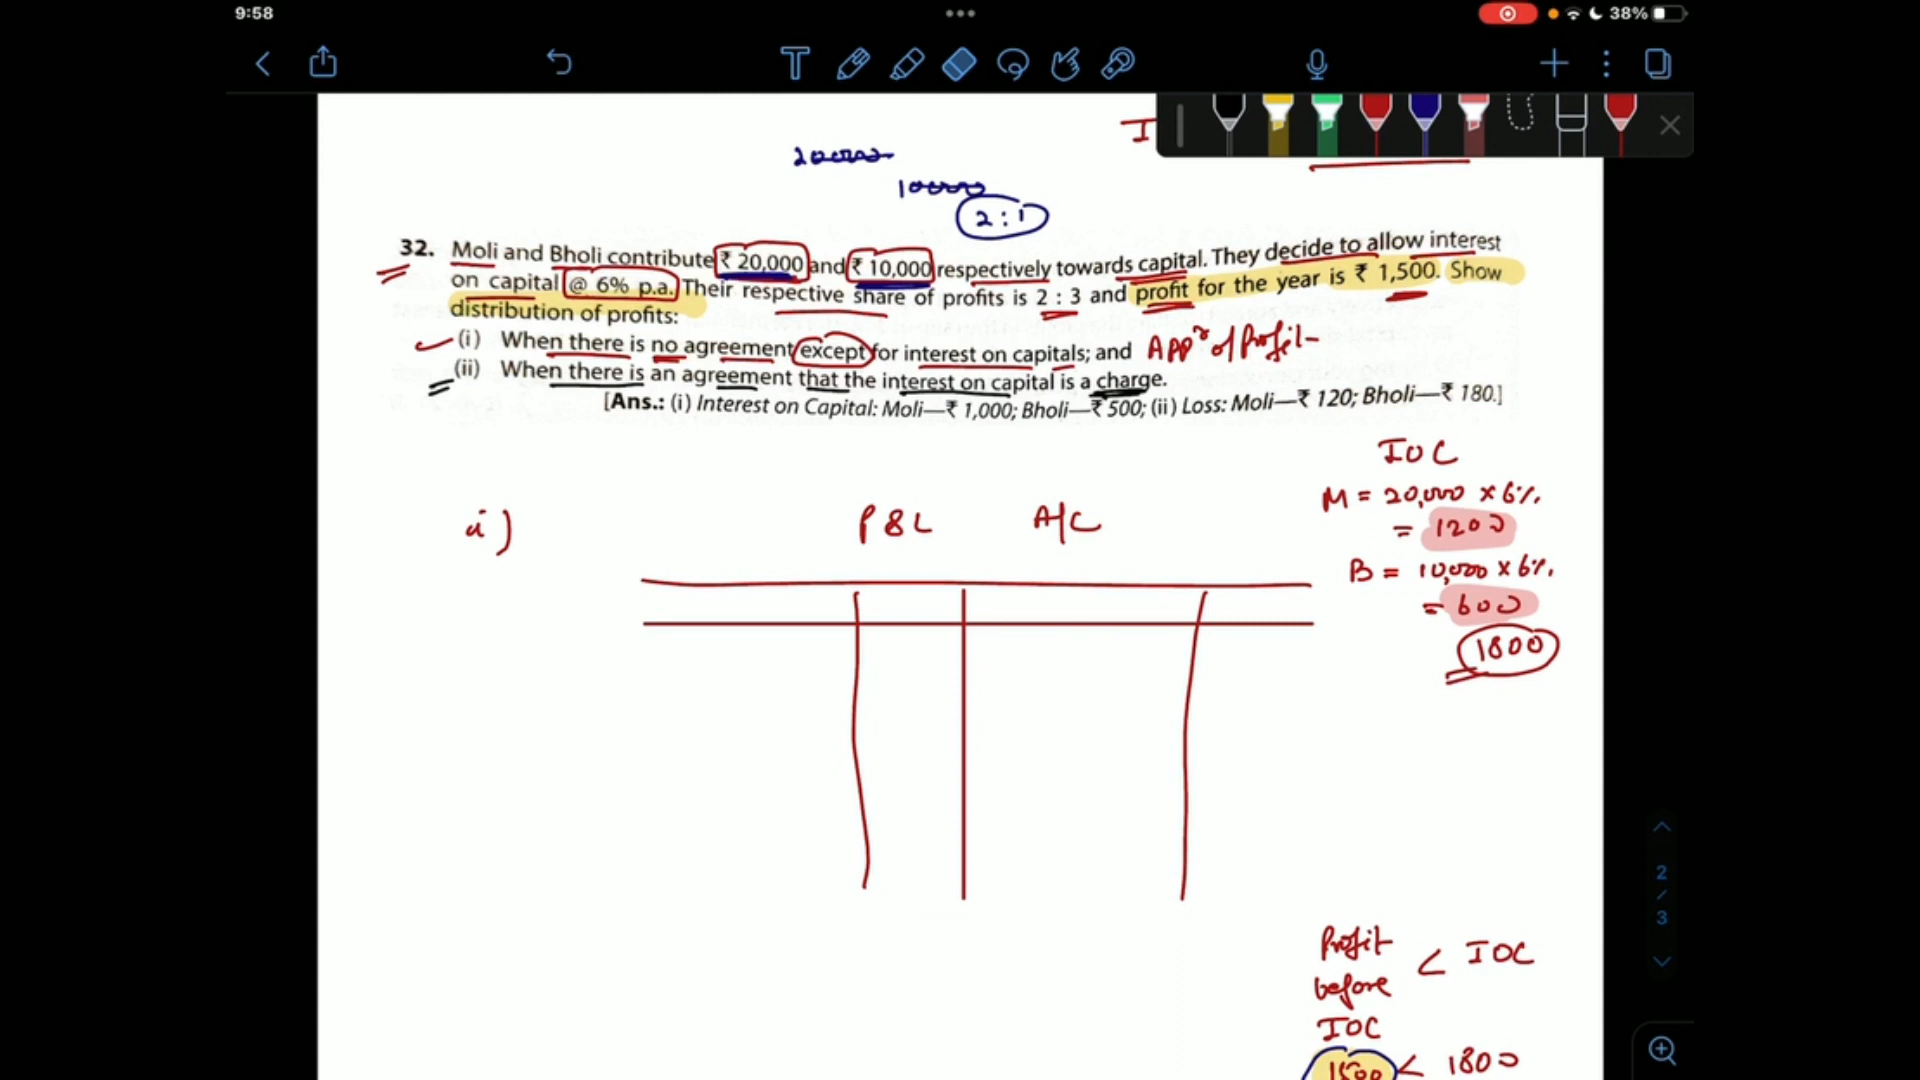 9:58
38%
I
20000
10000
2 : 1
32. Moli and Bholi contribute ₹ 20,000 and ₹ 10,000 respectively towards capital. They decide to allow interest
on capital @ 6% p.a. Their respective share of profits is 2 : 3 and profit for the year is ₹ 1,500. Show
distribution of profits:
(i) When there is no agreement except for interest on capitals; and Appⁿ of Profit
(ii) When there is an agreement that the interest on capital is a charge.
[Ans.: (i) Interest on Capital: Moli—₹ 1,000; Bholi—₹ 500; (ii) Loss: Moli—₹ 120; Bholi—₹ 180.]
IOC
M = 20,000 × 6%.
= 1200
B = 10,000 × 6%.
= 600
1800
ii) P & L A/C
Profit before IOC < IOC
1500 < 1800
2
/
3